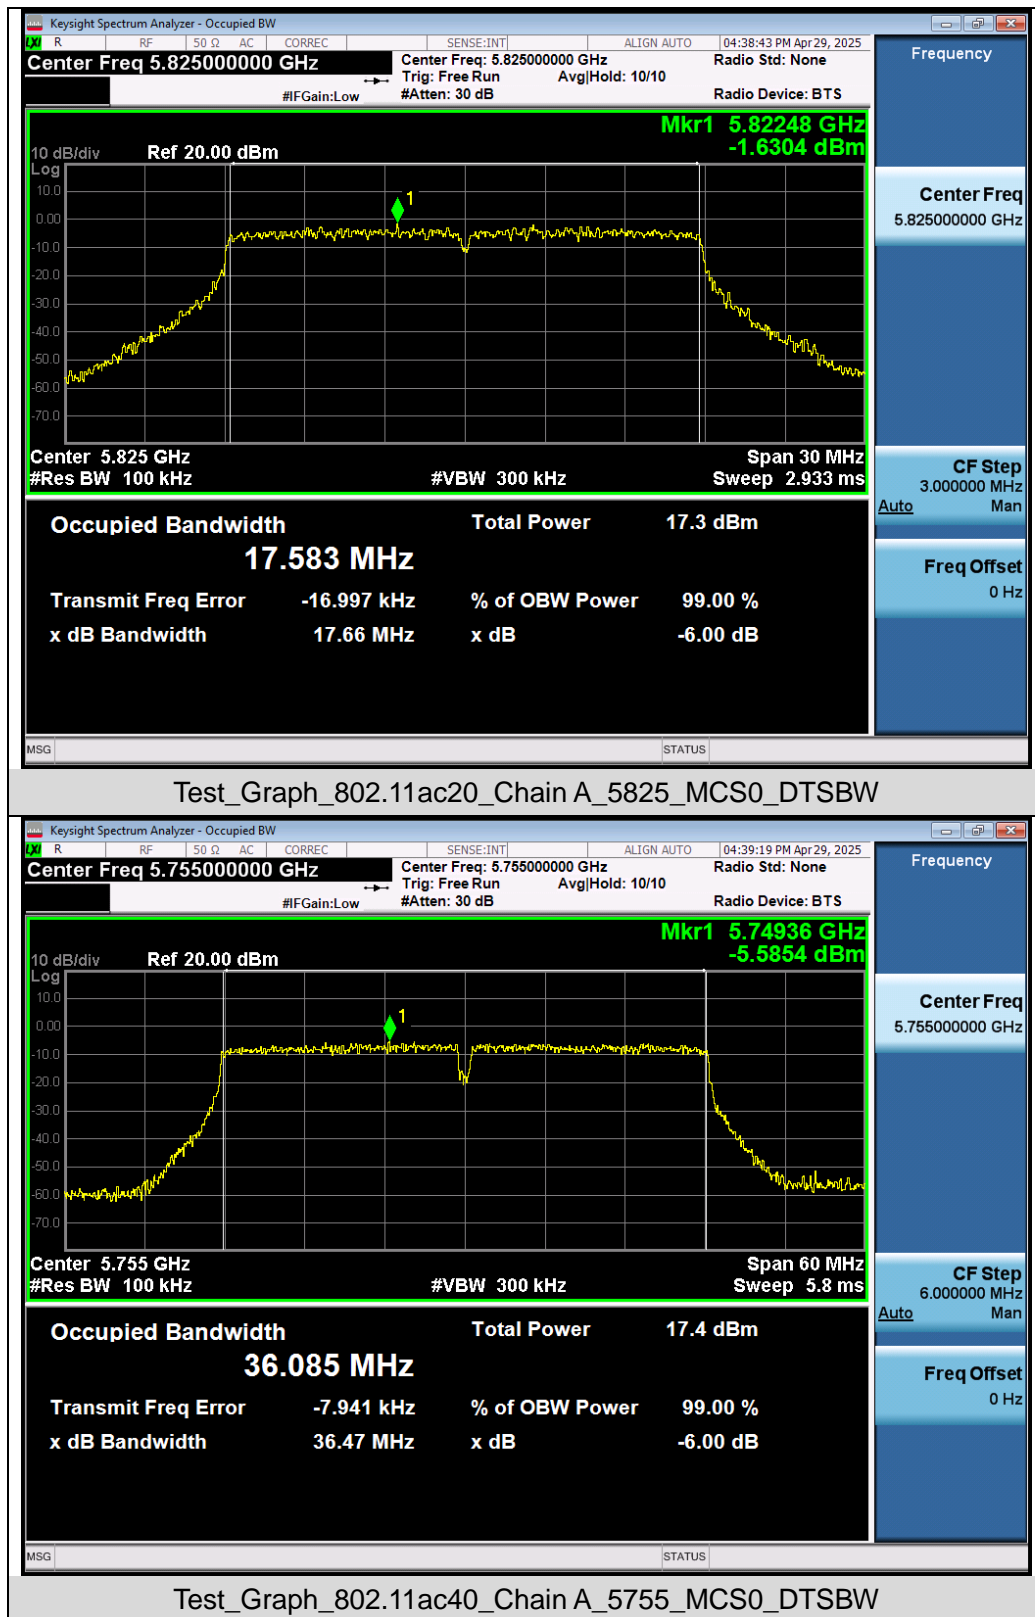 Keysight Spectrum Analyzer - Occupied BW
LXI R RF 50 Ω AC CORREC SENSE:INT ALIGN AUTO 04:38:43 PM Apr 29, 2025
Center Freq 5.825000000 GHz
Center Freq: 5.825000000 GHz
Radio Std: None
Trig: Free Run Avg|Hold: 10/10
#IFGain:Low
#Atten: 30 dB
Radio Device: BTS
Mkr1 5.82248 GHz
-1.6304 dBm
10 dB/div Ref 20.00 dBm
Log
10.0
0.00
-10.0
-20.0
-30.0
-40.0
-50.0
-60.0
-70.0
1
Center 5.825 GHz Span 30 MHz
#Res BW 100 kHz #VBW 300 kHz Sweep 2.933 ms
Occupied Bandwidth Total Power 17.3 dBm
17.583 MHz
Transmit Freq Error -16.997 kHz % of OBW Power 99.00 %
x dB Bandwidth 17.66 MHz x dB -6.00 dB
MSG STATUS
Frequency
Center Freq
5.825000000 GHz
CF Step
3.000000 MHz
Auto Man
Freq Offset
0 Hz
Test_Graph_802.11ac20_Chain A_5825_MCS0_DTSBW
Keysight Spectrum Analyzer - Occupied BW
LXI R RF 50 Ω AC CORREC SENSE:INT ALIGN AUTO 04:39:19 PM Apr 29, 2025
Center Freq 5.755000000 GHz
Center Freq: 5.755000000 GHz
Radio Std: None
Trig: Free Run Avg|Hold: 10/10
#IFGain:Low
#Atten: 30 dB
Radio Device: BTS
Mkr1 5.74936 GHz
-5.5854 dBm
10 dB/div Ref 20.00 dBm
Log
10.0
0.00
-10.0
-20.0
-30.0
-40.0
-50.0
-60.0
-70.0
1
Center 5.755 GHz Span 60 MHz
#Res BW 100 kHz #VBW 300 kHz Sweep 5.8 ms
Occupied Bandwidth Total Power 17.4 dBm
36.085 MHz
Transmit Freq Error -7.941 kHz % of OBW Power 99.00 %
x dB Bandwidth 36.47 MHz x dB -6.00 dB
MSG STATUS
Frequency
Center Freq
5.755000000 GHz
CF Step
6.000000 MHz
Auto Man
Freq Offset
0 Hz
Test_Graph_802.11ac40_Chain A_5755_MCS0_DTSBW